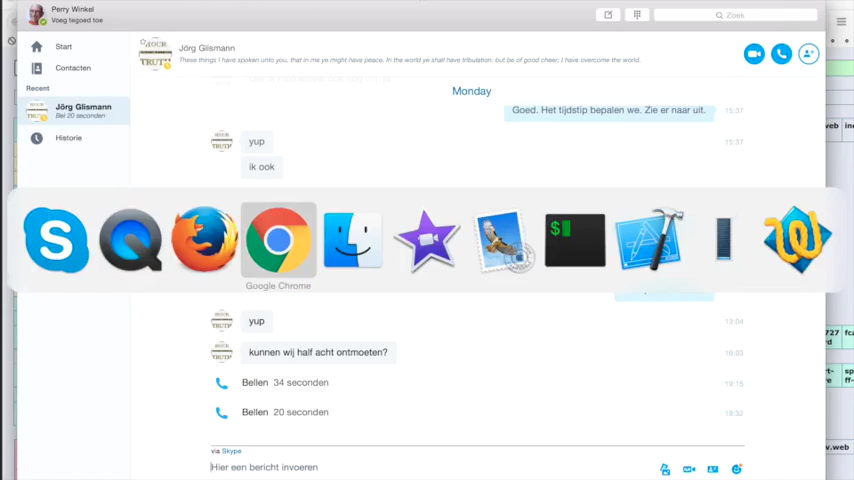 Perry Winkel
Voeg tegoed toe
Zoek
Start
Contacten
Recent
Jörg Glismann
Bel 20 seconden
Historie
Jörg Glismann
These things I have spoken unto you, that in me ye might have peace. In the world ye shall have tribulation: but be of good cheer; I have overcome the world.
Monday
Goed. Het tijdstip bepalen we. Zie er naar uit.
15:37
yup
15:37
ik ook
Google Chrome
yup
13:04
kunnen wij half acht ontmoeten?
19:03
Bellen 34 seconden
19:15
Bellen 20 seconden
19:32
via Skype
Hier een bericht invoeren
web
727